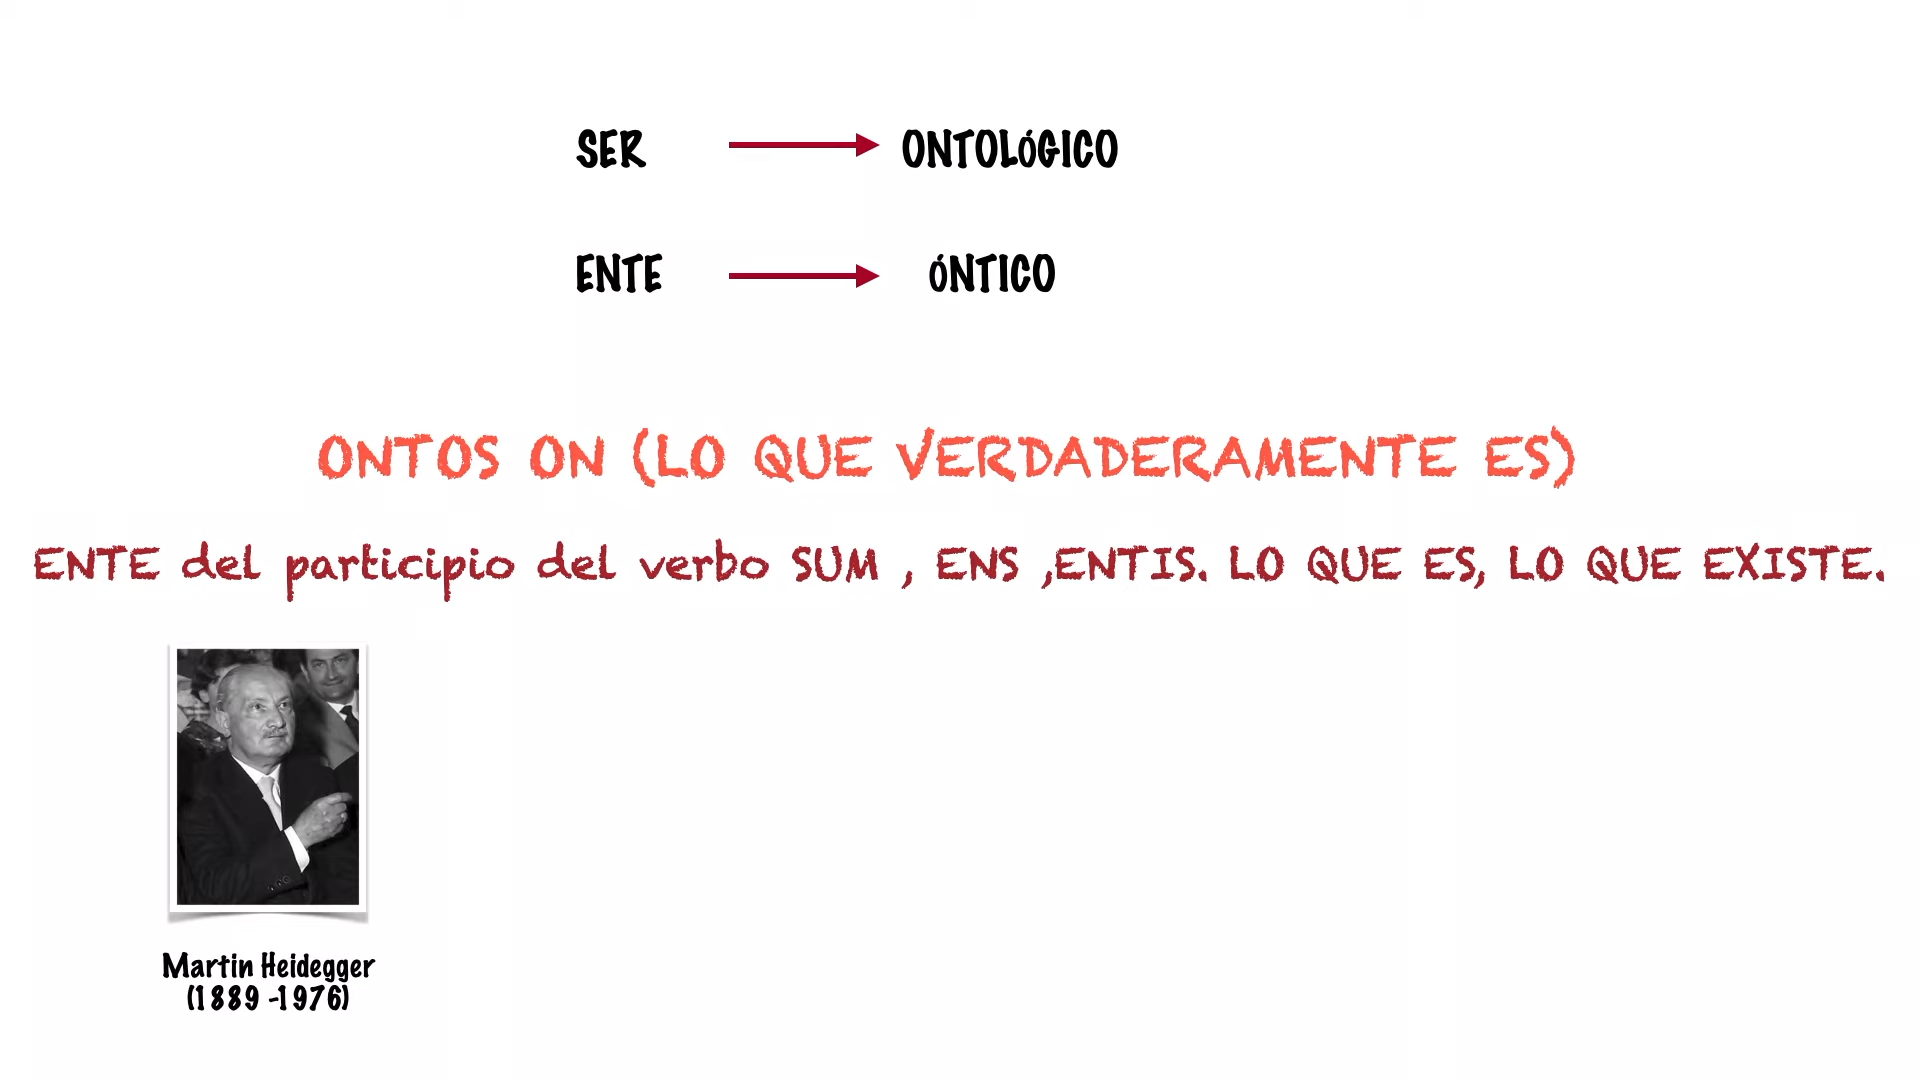 SER ONTOLÓGICO
ENTE ÓNTICO
ONTOS ON (LO QUE VERDADERAMENTE ES)
ENTE del participio del verbo SUM , ENS ,ENTIS. LO QUE ES, LO QUE EXISTE.
Martin Heidegger
(1889 -1976)